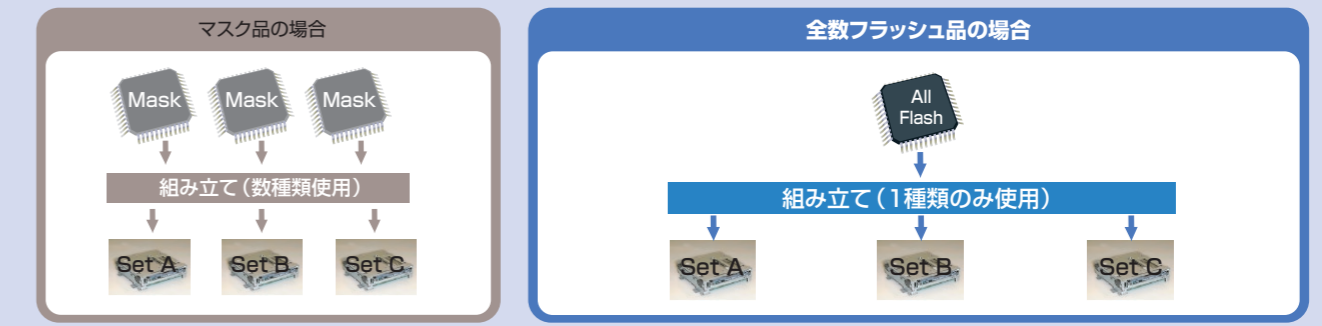 マスク品の場合
Mask Mask Mask
組み立て（数種類使用）
Set A Set B Set C
全数フラッシュ品の場合
All
Flash
組み立て（1種類のみ使用）
Set A Set B Set C